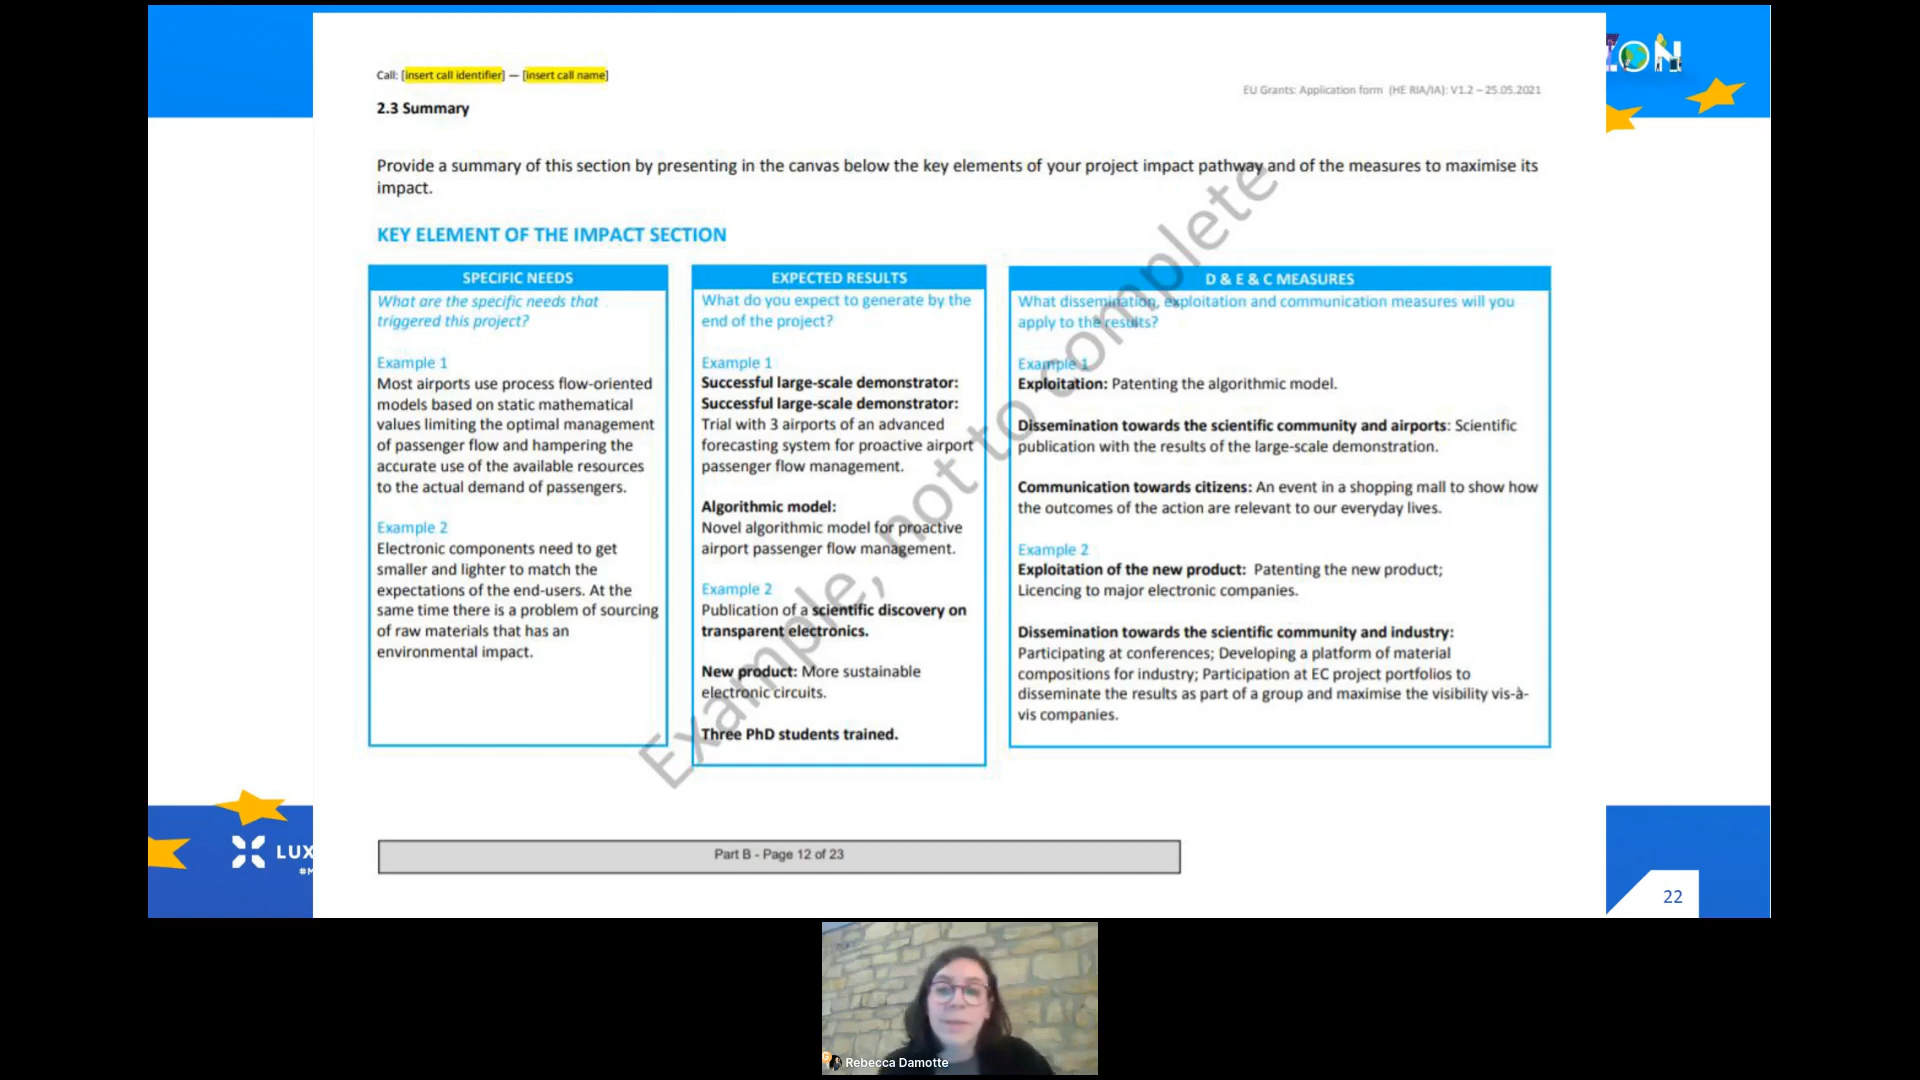 ZON
Call: [insert call identifier] — [insert call name]
EU Grants: Application form (HE RIA/IA): V1.2 – 25.05.2021
2.3 Summary
Provide a summary of this section by presenting in the canvas below the key elements of your project impact pathway and of the measures to maximise its
impact.
KEY ELEMENT OF THE IMPACT SECTION
SPECIFIC NEEDS
What are the specific needs that
triggered this project?
Example 1
Most airports use process flow-oriented
models based on static mathematical
values limiting the optimal management
of passenger flow and hampering the
accurate use of the available resources
to the actual demand of passengers.
Example 2
Electronic components need to get
smaller and lighter to match the
expectations of the end-users. At the
same time there is a problem of sourcing
of raw materials that has an
environmental impact.
EXPECTED RESULTS
What do you expect to generate by the
end of the project?
Example 1
Successful large-scale demonstrator:
Successful large-scale demonstrator:
Trial with 3 airports of an advanced
forecasting system for proactive airport
passenger flow management.
Algorithmic model:
Novel algorithmic model for proactive
airport passenger flow management.
Example 2
Publication of a scientific discovery on
transparent electronics.
New product: More sustainable
electronic circuits.
Three PhD students trained.
D & E & C MEASURES
What dissemination, exploitation and communication measures will you
apply to the results?
Example 1
Exploitation: Patenting the algorithmic model.
Dissemination towards the scientific community and airports: Scientific
publication with the results of the large-scale demonstration.
Communication towards citizens: An event in a shopping mall to show how
the outcomes of the action are relevant to our everyday lives.
Example 2
Exploitation of the new product: Patenting the new product;
Licencing to major electronic companies.
Dissemination towards the scientific community and industry:
Participating at conferences; Developing a platform of material
compositions for industry; Participation at EC project portfolios to
disseminate the results as part of a group and maximise the visibility vis-à-
vis companies.
Example, not to complete
Part B - Page 12 of 23
LUX
#M
22
Rebecca Damotte